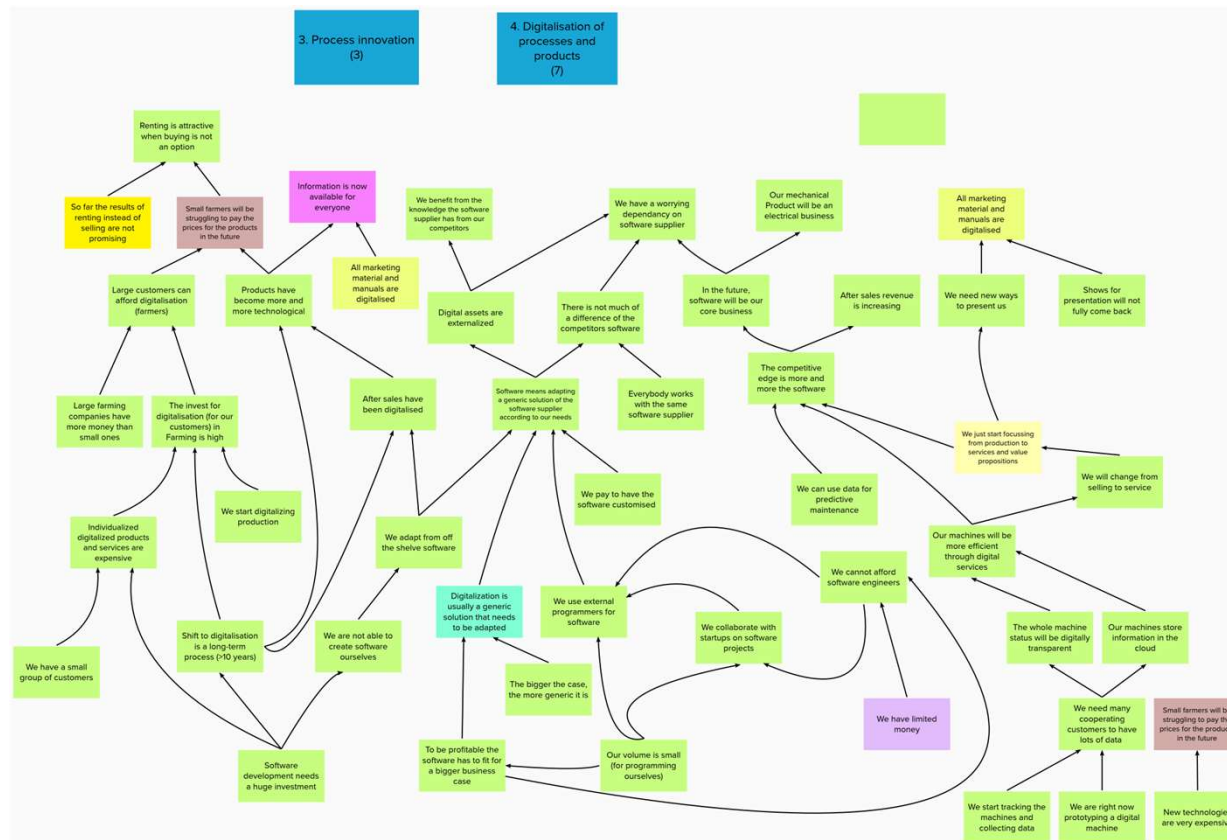 3. Process innovation
(3)
4. Digitalisation of
processes and
products
(7)
Renting is attractive
when buying is not
an option
So far the results of
renting instead of
selling are not
promising
Small farmers will be
struggling to pay the
prices for the products
in the future
Information is now
available for
everyone
We benefit from the
knowledge the software
supplier has from our
competitors
We have a worrying
dependancy on
software supplier
Our mechanical
Product will be an
electrical business
All marketing
material and
manuals are
digitalised
Large customers can
afford digitalisation
(farmers)
Products have
become more and
more technological
All marketing
material and
manuals are
digitalised
Digital assets are
externalized
There is not much of
a difference of the
competitors software
In the future,
software will be our
core business
After sales revenue
is increasing
We need new ways
to present us
Shows for
presentation will not
fully come back
Large farming
companies have
more money than
small ones
The invest for
digitalisation (for our
customers) in
Farming is high
After sales have
been digitalised
Software means adapting
a generic solution of the
software supplier
according to our needs
Everybody works
with the same
software supplier
The competitive
edge is more and
more the software
We just start focussing
from production to
services and value
propositions
We will change from
selling to service
We start digitalizing
production
We pay to have the
software customised
We can use data for
predictive
maintenance
Individualized
digitalized products
and services are
expensive
We adapt from off
the shelve software
Our machines will be
more efficient
through digital
services
We cannot afford
software engineers
Digitalization is
usually a generic
solution that needs
to be adapted
We use external
programmers for
software
We collaborate with
startups on software
projects
The whole machine
status will be digitally
transparent
Our machines store
information in the
cloud
We have a small
group of customers
Shift to digitalisation
is a long-term
process (>10 years)
We are not able to
create software
ourselves
The bigger the case,
the more generic it is
We have limited
money
We need many
cooperating
customers to have
lots of data
Small farmers will be
struggling to pay the
prices for the products
in the future
Software
development needs
a huge investment
To be profitable the
software has to fit for
a bigger business
case
Our volume is small
(for programming
ourselves)
We start tracking the
machines and
collecting data
We are right now
prototyping a digital
machine
New technologies
are very expensive